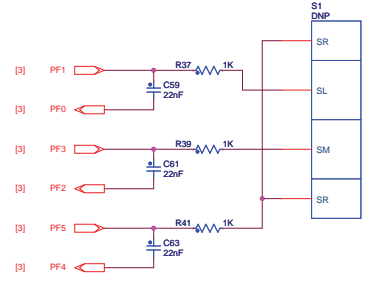 S1
DNP
SR
[3] PF1 R37 1K
C59
22nF
SL
[3] PF0
[3] PF3 R39 1K
SM
C61
22nF
[3] PF2
SR
[3] PF5 R41 1K
C63
22nF
[3] PF4